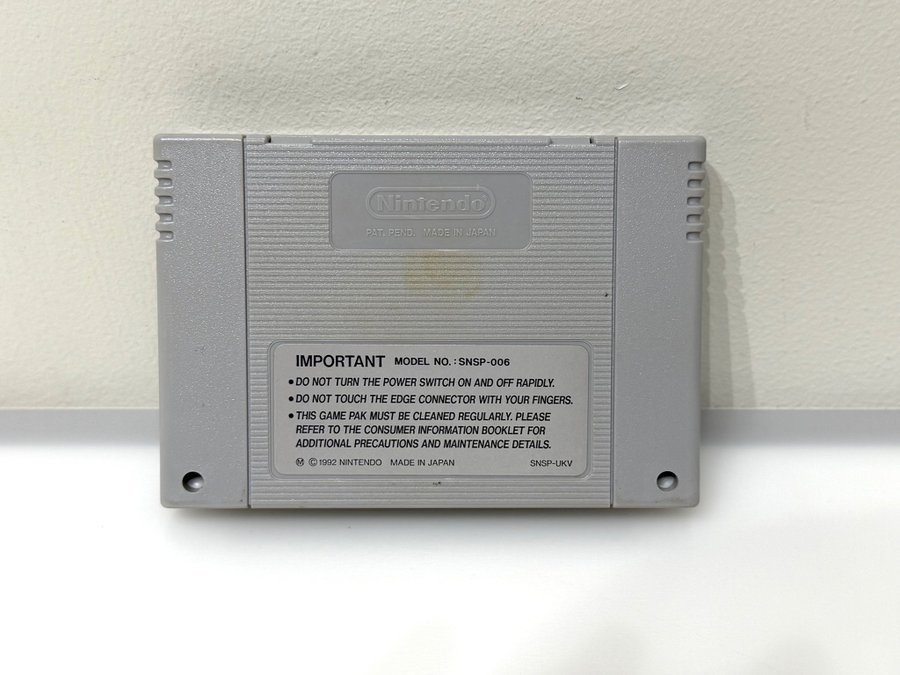 Nintendo
PAT. PEND. MADE IN JAPAN
IMPORTANT MODEL NO. : SNSP-006
• DO NOT TURN THE POWER SWITCH ON AND OFF RAPIDLY.
• DO NOT TOUCH THE EDGE CONNECTOR WITH YOUR FINGERS.
• THIS GAME PAK MUST BE CLEANED REGULARLY. PLEASE
REFER TO THE CONSUMER INFORMATION BOOKLET FOR
ADDITIONAL PRECAUTIONS AND MAINTENANCE DETAILS.
Ⓜ © 1992 NINTENDO MADE IN JAPAN SNSP-UKV